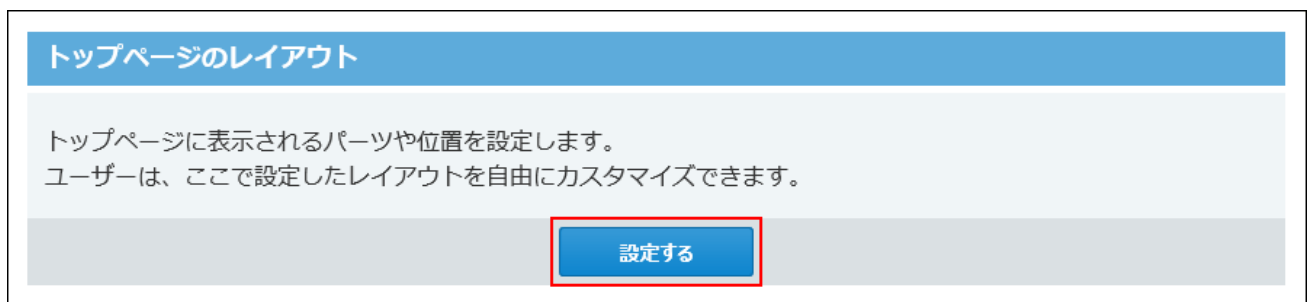 トップページのレイアウト
トップページに表示されるパーツや位置を設定します。
ユーザーは、ここで設定したレイアウトを自由にカスタマイズできます。
設定する